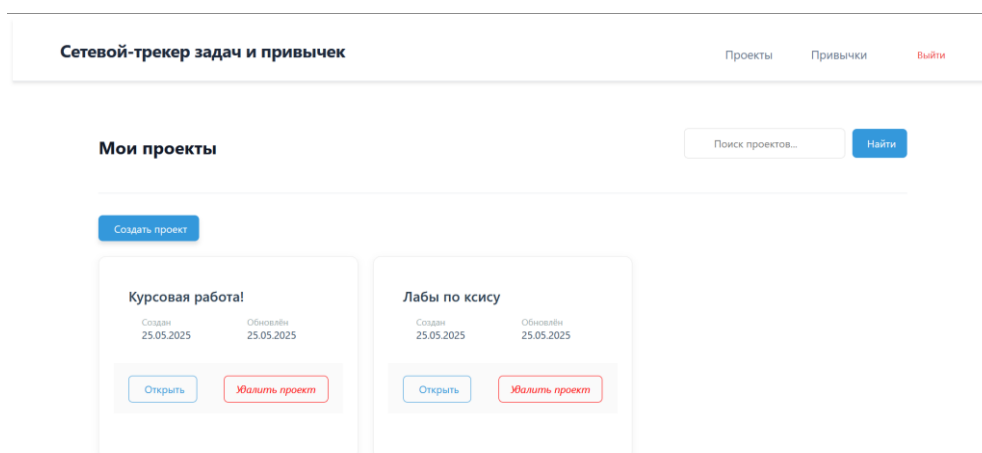 Сетевой-трекер задач и привычек
Проекты Привычки Выйти
Мои проекты
Поиск проектов... Найти
Создать проект
Курсовая работа!
Создан Обновлён
25.05.2025 25.05.2025
Открыть Удалить проект
Лабы по ксису
Создан Обновлён
25.05.2025 25.05.2025
Открыть Удалить проект